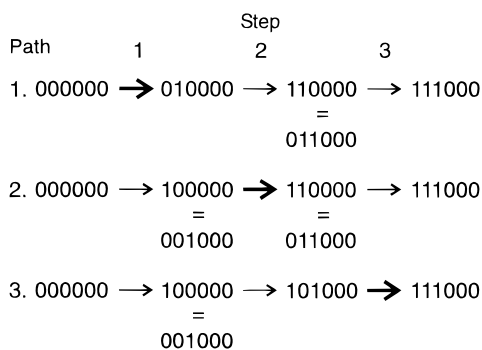 Step
Path 1 2 3
1. 000000 → 010000 → 110000 → 111000
=
011000
2. 000000 → 100000 → 110000 → 111000
= =
001000 011000
3. 000000 → 100000 → 101000 → 111000
=
001000